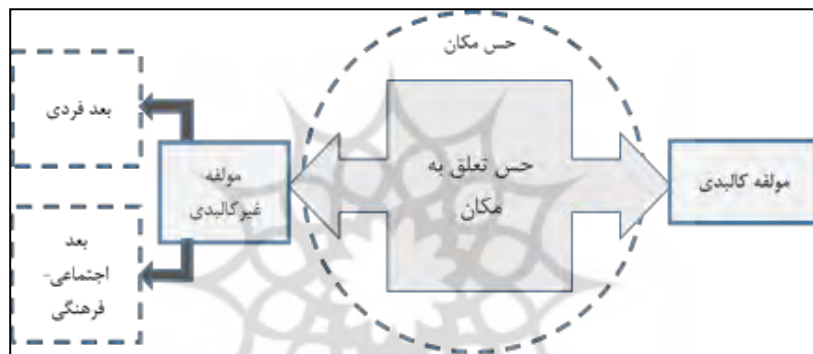 حس مکان
حس تعلق به
مکان
مولفه کالبدی
مولفه
غیرکالبدی
بعد فردی
بعد
اجتماعی-
فرهنگی